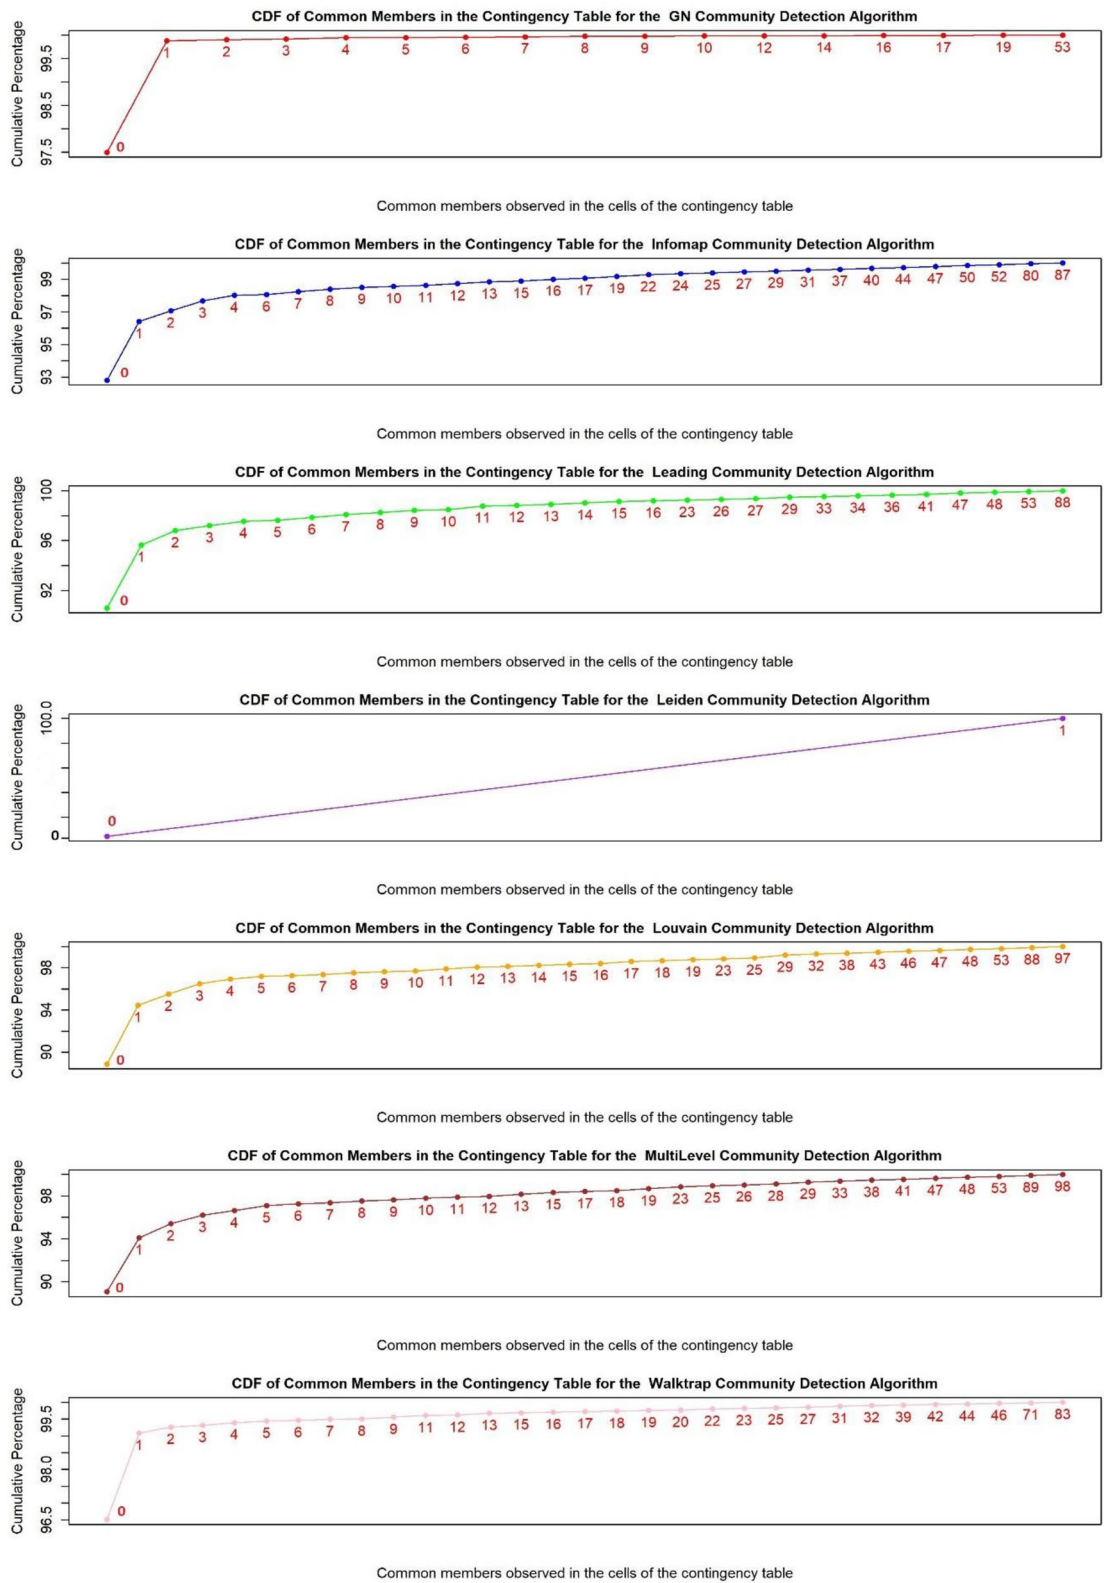 CDF of Common Members in the Contingency Table for the GN Community Detection Algorithm
Cumulative Percentage
99.5
98.5
97.5
0 1 2 3 4 5 6 7 8 9 10 12 14 16 17 19 53
Common members observed in the cells of the contingency table
CDF of Common Members in the Contingency Table for the Infomap Community Detection Algorithm
Cumulative Percentage
99
97
95
93
0 1 2 3 4 6 7 8 9 10 11 12 13 15 16 17 19 22 24 25 27 29 31 37 40 44 47 50 52 80 87
Common members observed in the cells of the contingency table
CDF of Common Members in the Contingency Table for the Leading Community Detection Algorithm
Cumulative Percentage
100
96
92
0 1 2 3 4 5 6 7 8 9 10 11 12 13 14 15 16 23 26 27 29 33 34 36 41 47 48 53 88
Common members observed in the cells of the contingency table
CDF of Common Members in the Contingency Table for the Leiden Community Detection Algorithm
Cumulative Percentage
100.0
0
0 1
Common members observed in the cells of the contingency table
CDF of Common Members in the Contingency Table for the Louvain Community Detection Algorithm
Cumulative Percentage
98
94
90
0 1 2 3 4 5 6 7 8 9 10 11 12 13 14 15 16 17 18 19 23 25 29 32 38 43 46 47 48 53 88 97
Common members observed in the cells of the contingency table
CDF of Common Members in the Contingency Table for the MultiLevel Community Detection Algorithm
Cumulative Percentage
98
94
90
0 1 2 3 4 5 6 7 8 9 10 11 12 13 15 17 18 19 23 25 26 28 29 33 38 41 47 48 53 89 98
Common members observed in the cells of the contingency table
CDF of Common Members in the Contingency Table for the Walktrap Community Detection Algorithm
Cumulative Percentage
99.5
98.0
96.5
0 1 2 3 4 5 6 7 8 9 11 12 13 15 16 17 18 19 20 22 23 25 27 31 32 39 42 44 46 71 83
Common members observed in the cells of the contingency table